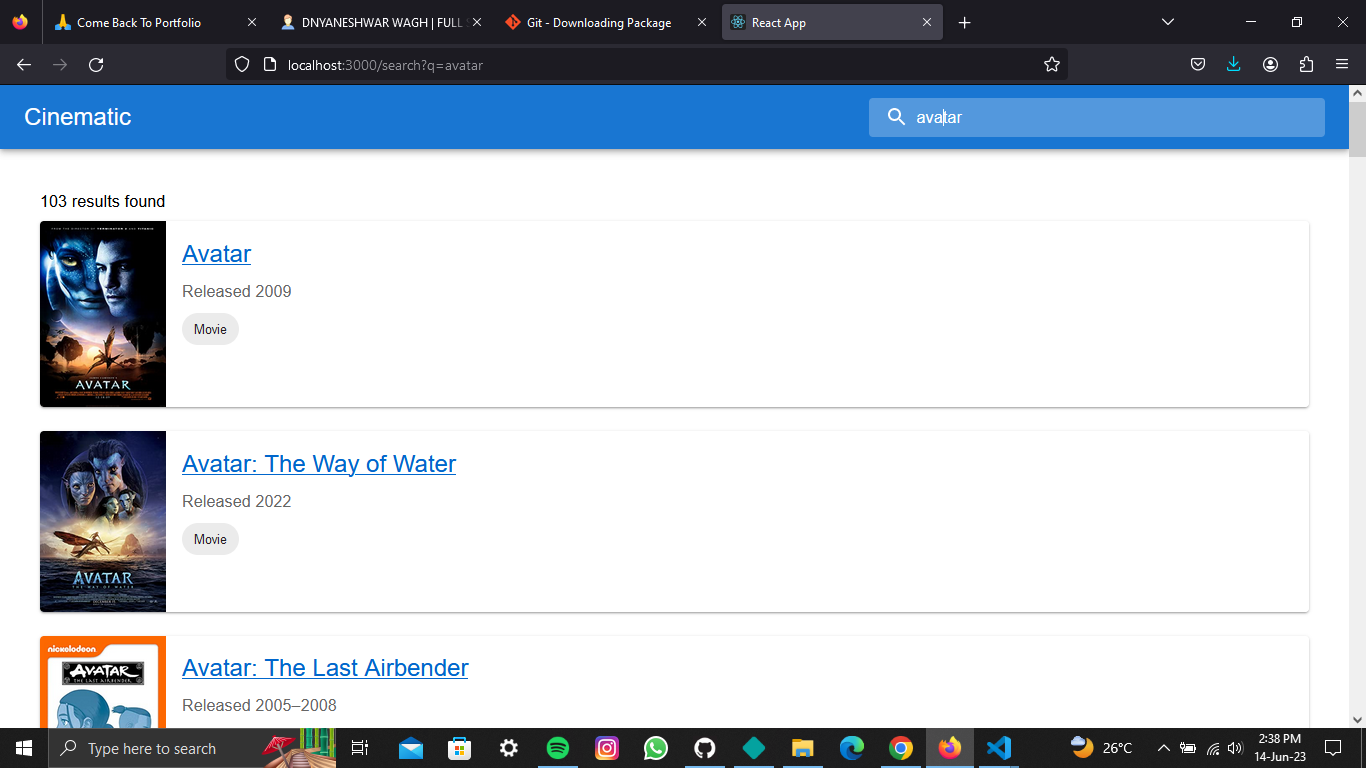 Come Back To Portfolio
DNYANESHWAR WAGH | FULL
Git - Downloading Package
React App
localhost:3000/search?q=avatar
Cinematic
avatar
103 results found
AVATAR
Avatar
Released 2009
Movie
AVATAR
THE WAY OF WATER
Avatar: The Way of Water
Released 2022
Movie
nickelodeon
AVATAR
THE LAST AIRBENDER
Avatar: The Last Airbender
Released 2005–2008
Type here to search
26°C
2:38 PM
14-Jun-23